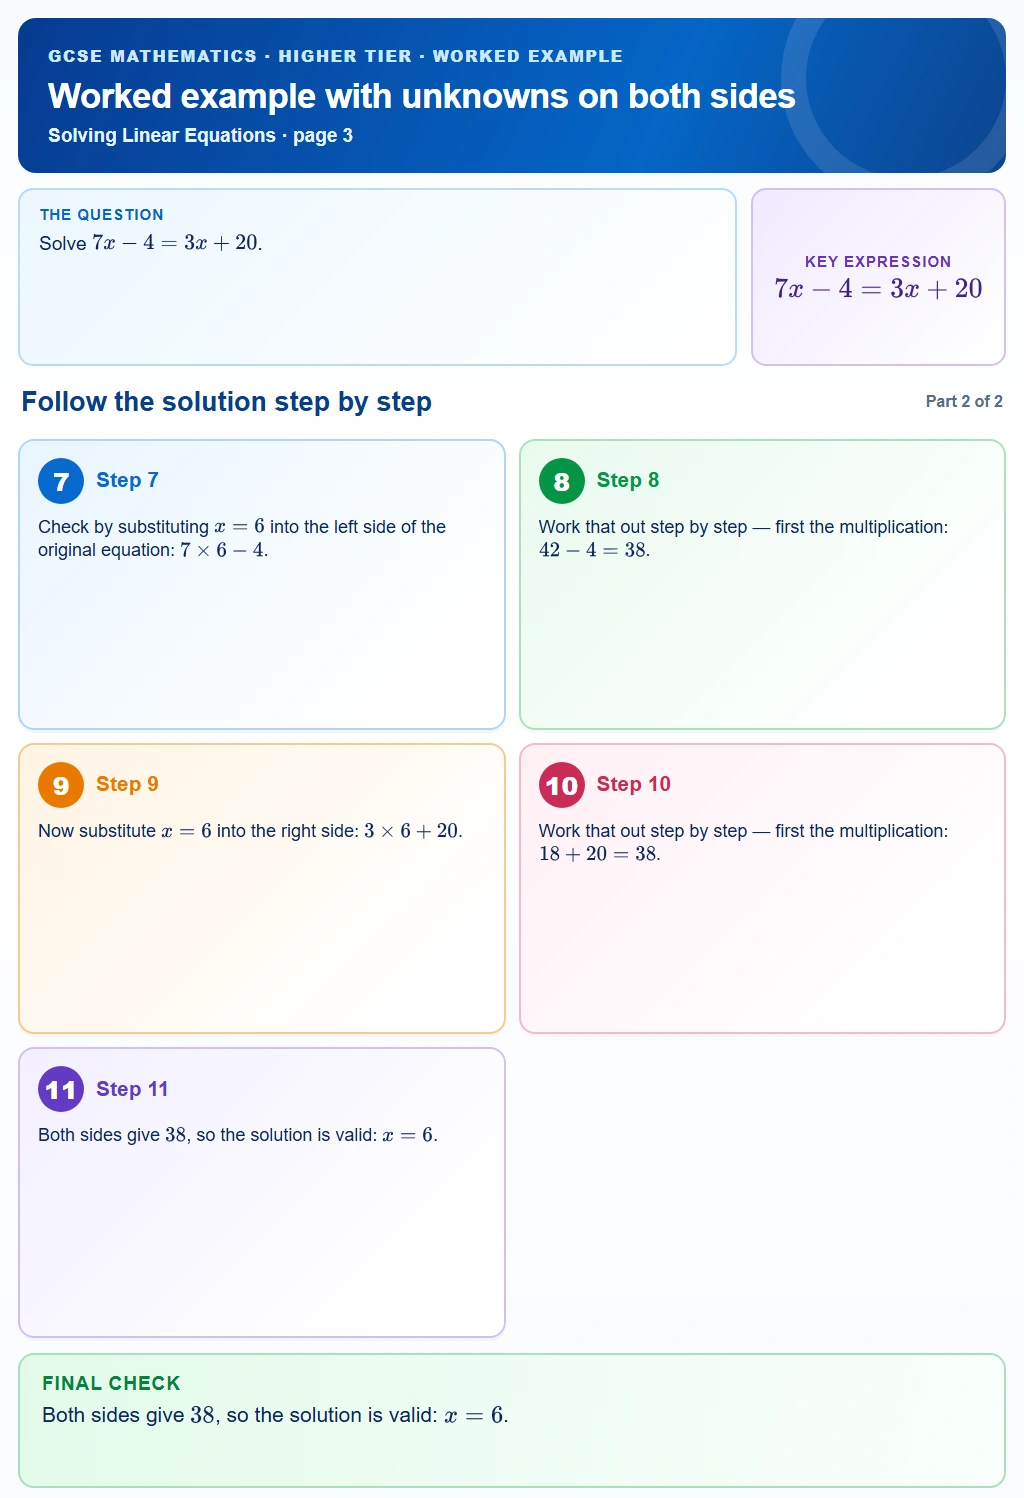 GCSE MATHEMATICS · HIGHER TIER · WORKED EXAMPLE
Worked example with unknowns on both sides
Solving Linear Equations · page 3
THE QUESTION
Solve 7x − 4 = 3x + 20.
KEY EXPRESSION
7x − 4 = 3x + 20
Follow the solution step by step
Part 2 of 2
7 Step 7
Check by substituting x = 6 into the left side of the
original equation: 7 × 6 − 4.
8 Step 8
Work that out step by step — first the multiplication:
42 − 4 = 38.
9 Step 9
Now substitute x = 6 into the right side: 3 × 6 + 20.
10 Step 10
Work that out step by step — first the multiplication:
18 + 20 = 38.
11 Step 11
Both sides give 38, so the solution is valid: x = 6.
FINAL CHECK
Both sides give 38, so the solution is valid: x = 6.